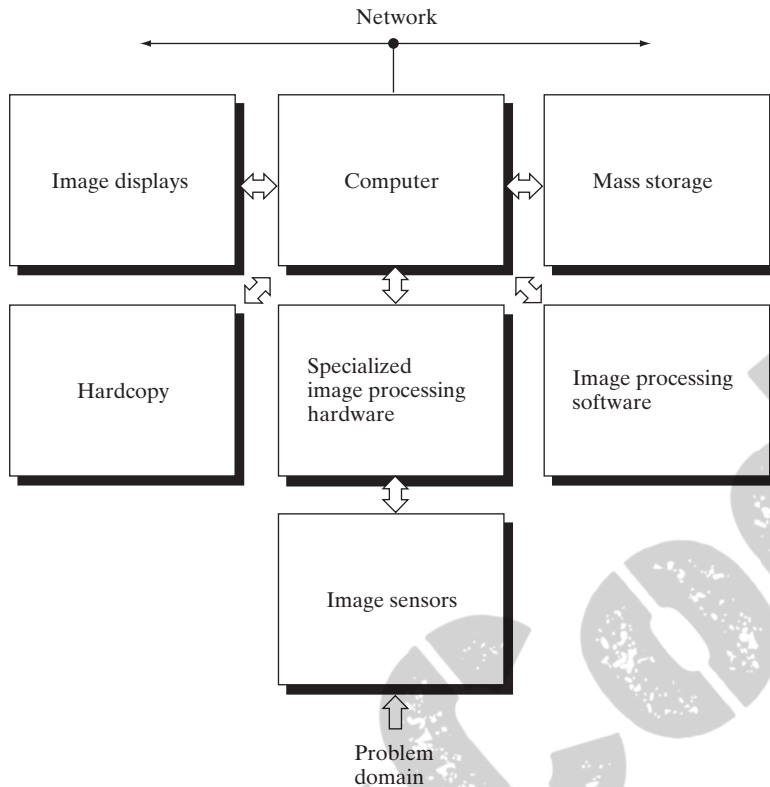 Network
Image displays
Computer
Mass storage
Hardcopy
Specialized
image processing
hardware
Image processing
software
Image sensors
Problem
domain